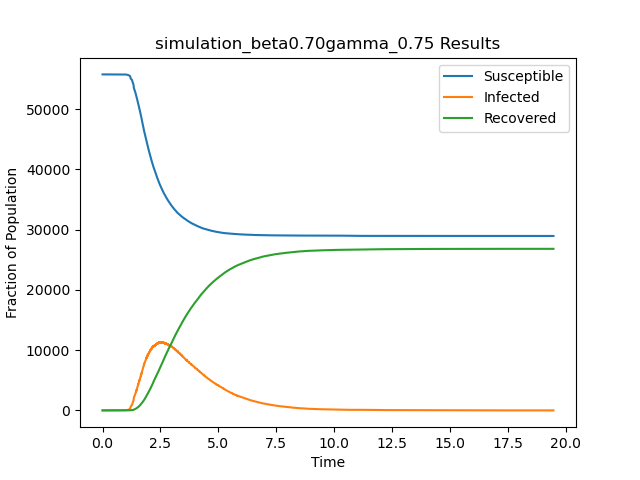 simulation_beta0.70gamma_0.75 Results
Susceptible
Infected
Recovered
Fraction of Population
50000
40000
30000
20000
10000
0
0.0 2.5 5.0 7.5 10.0 12.5 15.0 17.5 20.0
Time